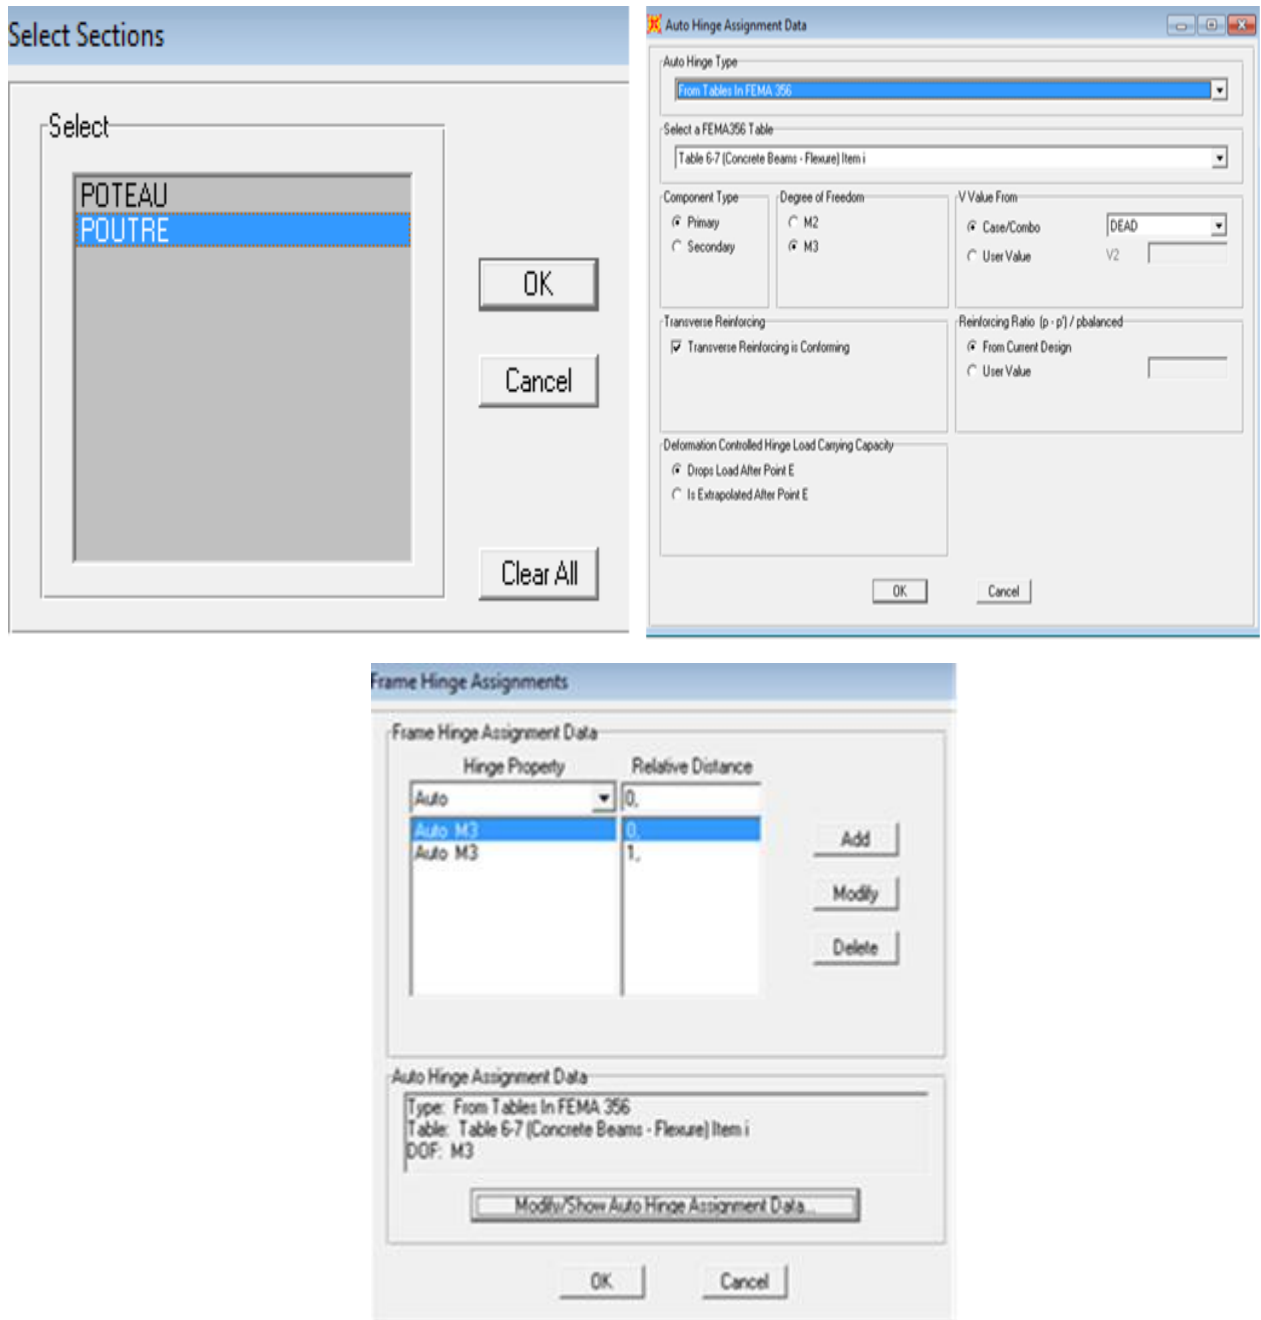 Select Sections
Select
POTEAU
POUTRE
OK
Cancel
Clear All
Auto Hinge Assignment Data
Auto Hinge Type
From Tables In FEMA 356
Select a FEMA356 Table
Table 6-7 (Concrete Beams - Flexure) Item i
Component Type
Primary
Secondary
Degree of Freedom
M2
M3
V Value From
Case/Combo DEAD
User Value V2
Transverse Reinforcing
Transverse Reinforcing is Conforming
Reinforcing Ratio (p - p') / pbalanced
From Current Design
User Value
Deformation Controlled Hinge Load Carrying Capacity
Drops Load After Point E
Is Extrapolated After Point E
OK Cancel
Frame Hinge Assignments
Frame Hinge Assignment Data
Hinge Property Relative Distance
Auto 0,
Auto M3 0,
Auto M3 1,
Add
Modify
Delete
Auto Hinge Assignment Data
Type: From Tables In FEMA 356
Table: Table 6-7 (Concrete Beams - Flexure) Item i
DOF: M3
Modify/Show Auto Hinge Assignment Data...
OK Cancel